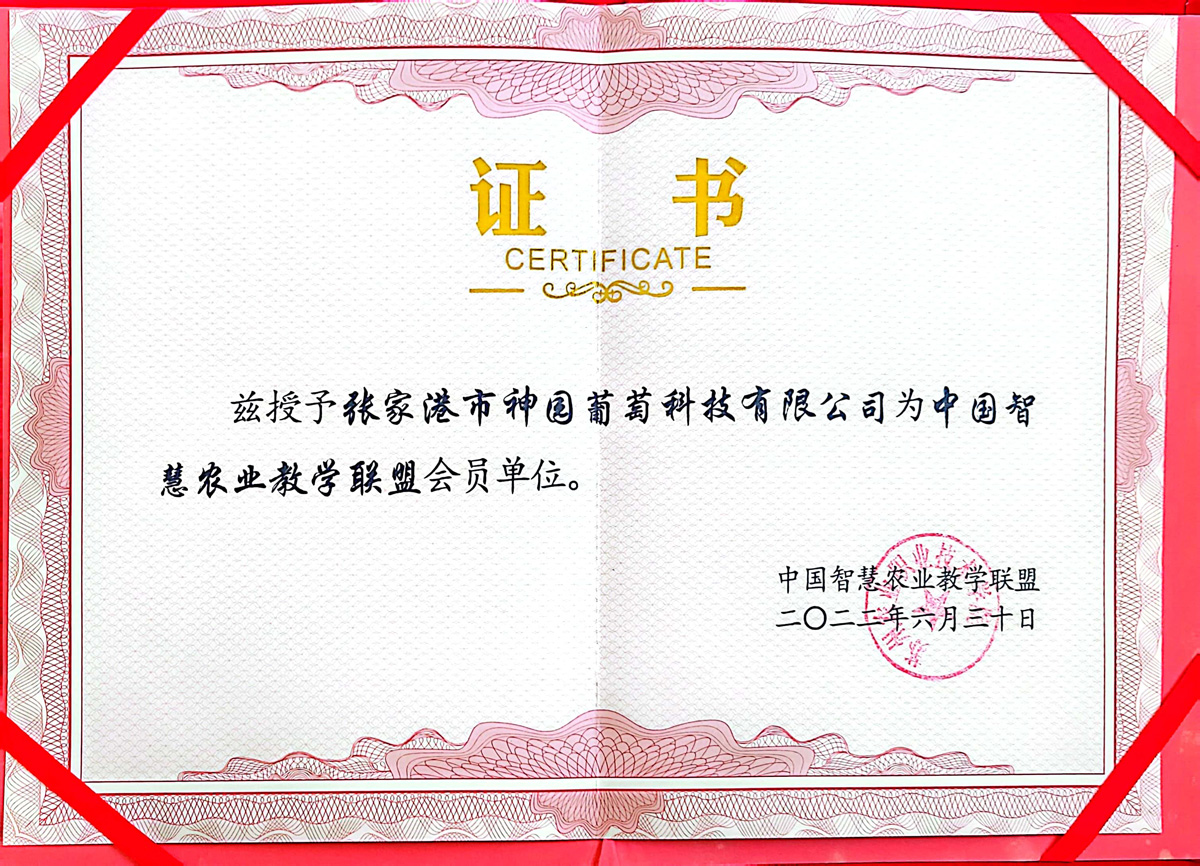 证 书
CERTIFICATE
兹授予张家港市神园葡萄科技有限公司为中国智
慧农业教学联盟会员单位。
中国智慧农业教学联盟
二〇二二年六月三十日